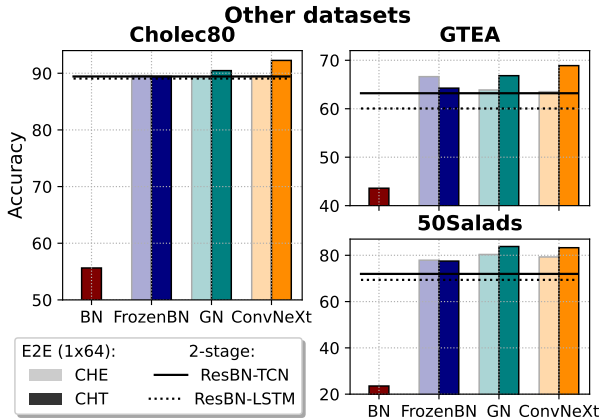 Other datasets
Cholec80
Accuracy
90
80
70
60
50
BN FrozenBN GN ConvNeXt
GTEA
70
60
50
40
50Salads
80
60
40
20
BN FrozenBN GN ConvNeXt
E2E (1x64): 2-stage:
CHE ResBN-TCN
CHT ResBN-LSTM